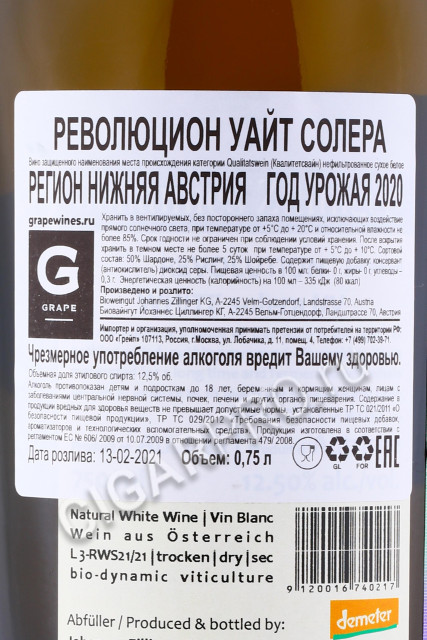 РЕВОЛЮЦИОН УАЙТ СОЛЕРА
Вино защищенного наименования места происхождения категории Qualitatswein (Квалитетсвайн) нефильтрованное сухое белое
РЕГИОН НИЖНЯЯ АВСТРИЯ ГОД УРОЖАЯ 2020
grapewines.ru
G
GRAPE
Хранить в вентилируемых, без постороннего запаха помещениях, исключающих воздействие
прямого солнечного света, при температуре от +5°С до + 20°С и относительной влажности не
более 85%. Срок годности не ограничен при соблюдении условий хранения. После вскрытия
хранить в темном месте не более 5 суток при температуре от + 5°С до + 10°С. Сортовой
состав: 50% Шардоне, 25% Рислинг, 25% Шойребе. Содержит пищевую добавку консервант
(антиокислитель) диоксид серы. Пищевая ценность в 100 мл: белки- 0 г, жиры- 0 г, углеводы -
0,3 г. Энергетическая ценность (калорийность) на 100 мл – 335 кДж (80 ккал)
Произведено и розлито:
Bioweingut Johannes Zillinger KG, A-2245 Velm-Gotzendorf, Landstrasse 70, Austria
Биовайнгут Йоханнес Циллингер КГ, А-2245 Вельм-Готчендорф, Ландштрассе 70, Австрия
Импортер и организация, уполномоченная принимать претензии от потребителей на территории РФ:
ООО «Грейп» 107113, Россия, г.Москва, ул. Лобачика, д. 11, помещ. 4, Телефон: +7 (499) 702-38-71
Чрезмерное употребление алкоголя вредит Вашему здоровью.
Объемная доля этилового спирта: 12,5% об.
Алкоголь противопоказан детям и подросткам до 18 лет, беременным и кормящим женщинам, лицам с
заболеваниями центральной нервной системы, почек, печени и других органов пищеварения. Содержание в
продукции вредных для здоровья веществ не превышает допустимые нормы, установленные ТР ТС 021/2011 «О
безопасности пищевой продукции», ТР ТС 029/2012 «Требования безопасности пищевых добавок,
ароматизаторов и технологических вспомогательных средств». Продукция изготовлена в соответствии с
регламентом ЕС № 606/ 2009 от 10.07.2009 в отношении регламента 479/ 2008.
Дата розлива: 13-02-2021 Объем: 0,75 л
GL
FOR
EAC
Natural White Wine | Vin Blanc
Wein aus Österreich
L3-RWS21/21 | trocken | dry | sec
bio-dynamic viticulture
9 120016 740217
Abfüller / Produced & bottled by:
demeter